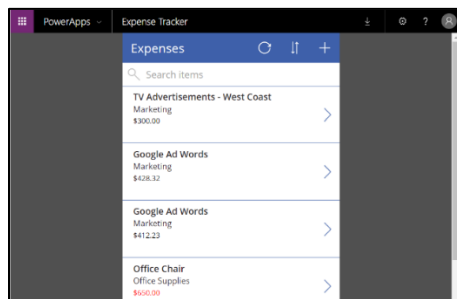 PowerApps
Expense Tracker
?
Expenses
Search items
TV Advertisements - West Coast
Marketing
$300.00
Google Ad Words
Marketing
$428.32
Google Ad Words
Marketing
$412.23
Office Chair
Office Supplies
$650.00